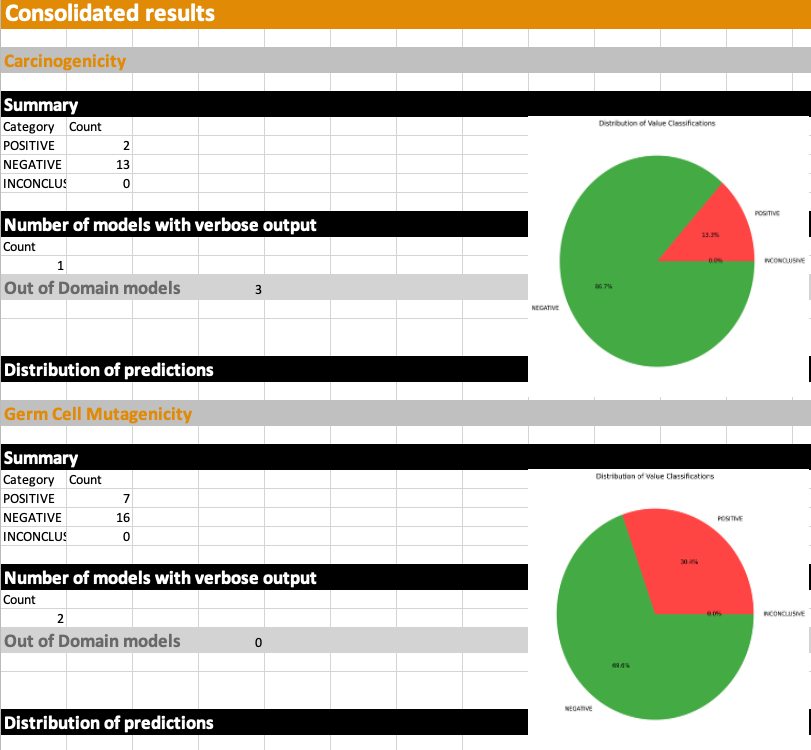 Consolidated results
Carcinogenicity
Summary
Category Count
POSITIVE 2
NEGATIVE 13
INCONCLUS 0
Number of models with verbose output
Count
1
Out of Domain models 3
Distribution of predictions
Distribution of Value Classifications
POSITIVE
13.3%
INCONCLUSIVE
0.0%
86.7%
NEGATIVE
Germ Cell Mutagenicity
Summary
Category Count
POSITIVE 7
NEGATIVE 16
INCONCLUS 0
Number of models with verbose output
Count
2
Out of Domain models 0
Distribution of predictions
Distribution of Value Classifications
POSITIVE
30.4%
INCONCLUSIVE
0.0%
69.6%
NEGATIVE